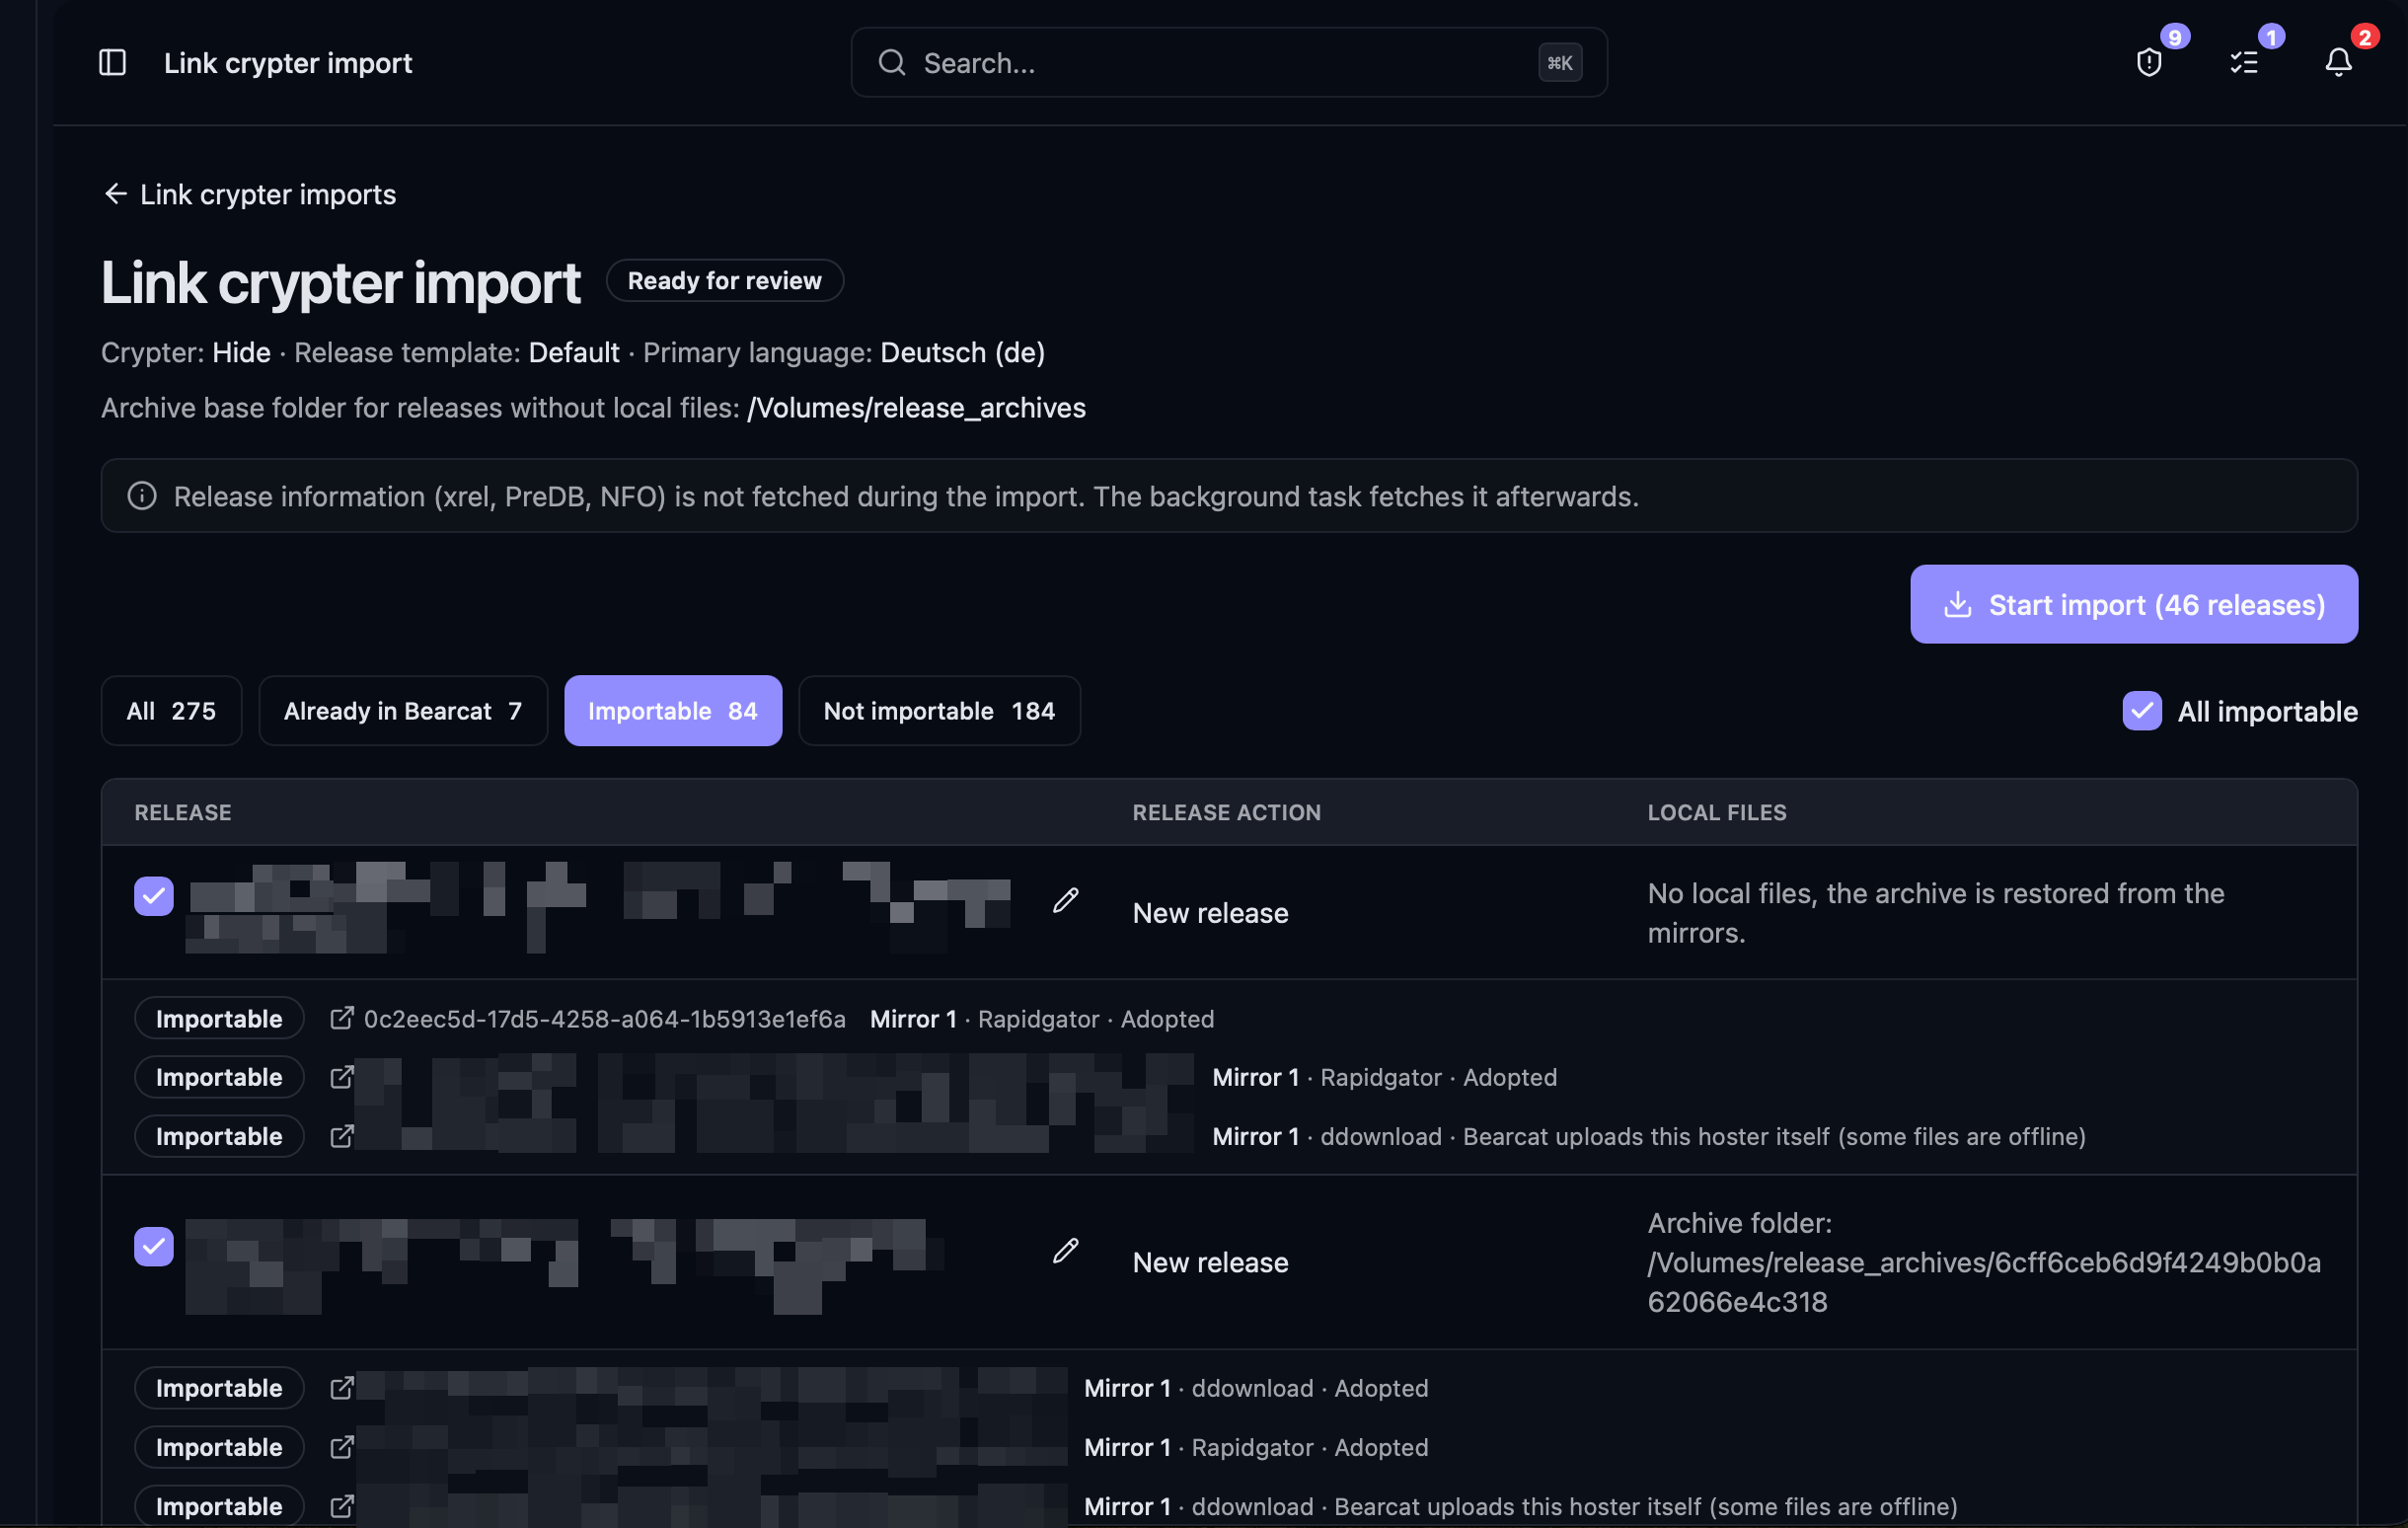 Link crypter import
Search...
⌘K
9
1
2
Link crypter imports
Link crypter import
Ready for review
Crypter: Hide · Release template: Default · Primary language: Deutsch (de)
Archive base folder for releases without local files: /Volumes/release_archives
Release information (xrel, PreDB, NFO) is not fetched during the import. The background task fetches it afterwards.
Start import (46 releases)
All 275
Already in Bearcat 7
Importable 84
Not importable 184
All importable
RELEASE
RELEASE ACTION
LOCAL FILES
New release
No local files, the archive is restored from the
mirrors.
Importable 0c2eec5d-17d5-4258-a064-1b5913e1ef6a Mirror 1 · Rapidgator · Adopted
Importable Mirror 1 · Rapidgator · Adopted
Importable Mirror 1 · ddownload · Bearcat uploads this hoster itself (some files are offline)
New release
Archive folder:
/Volumes/release_archives/6cff6ceb6d9f4249b0b0a
62066e4c318
Importable Mirror 1 · ddownload · Adopted
Importable Mirror 1 · Rapidgator · Adopted
Importable Mirror 1 · ddownload · Bearcat uploads this hoster itself (some files are offline)